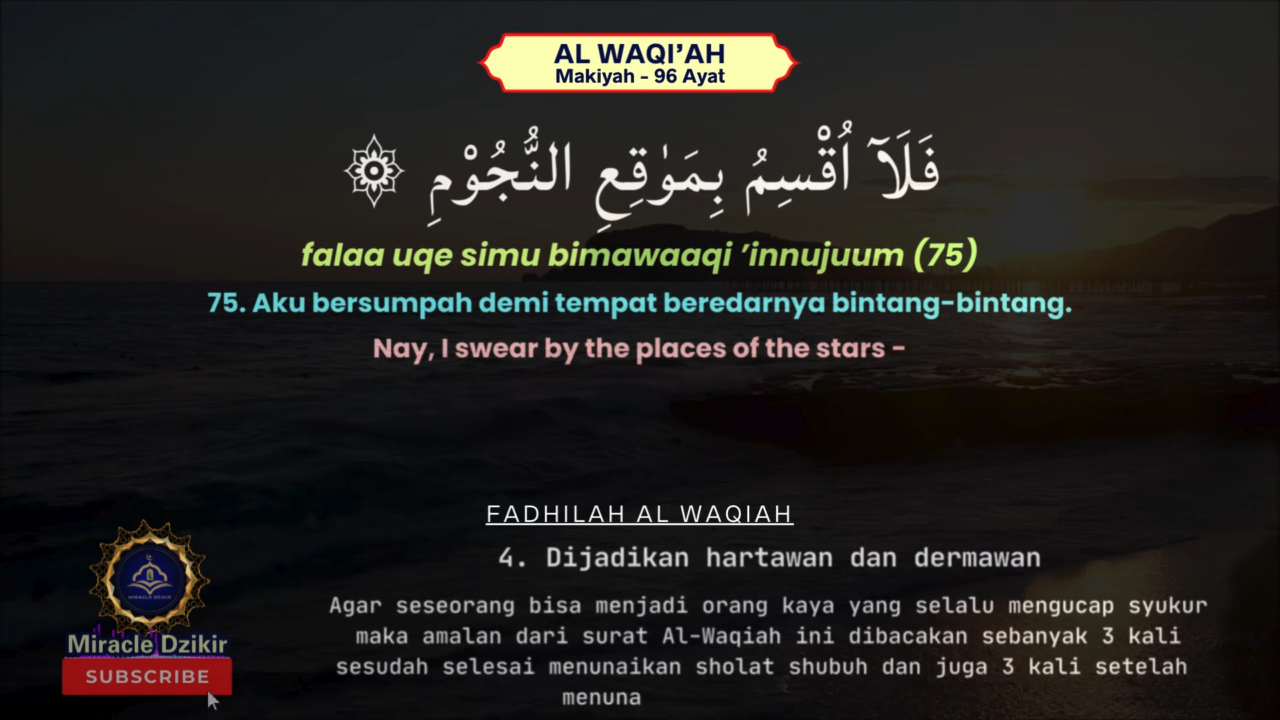 AL WAQI’AH
Makiyah - 96 Ayat
فَلَآ اُقْسِمُ بِمَوٰقِعِ النُّجُوْمِ
falaa uqe simu bimawaaqi ’innujuum (75)
75. Aku bersumpah demi tempat beredarnya bintang-bintang.
Nay, I swear by the places of the stars -
FADHILAH AL WAQIAH
4. Dijadikan hartawan dan dermawan
Agar seseorang bisa menjadi orang kaya yang selalu mengucap syukur
maka amalan dari surat Al-Waqiah ini dibacakan sebanyak 3 kali
sesudah selesai menunaikan sholat shubuh dan juga 3 kali setelah
menuna
MIRACLE DZIKIR
Miracle Dzikir
SUBSCRIBE